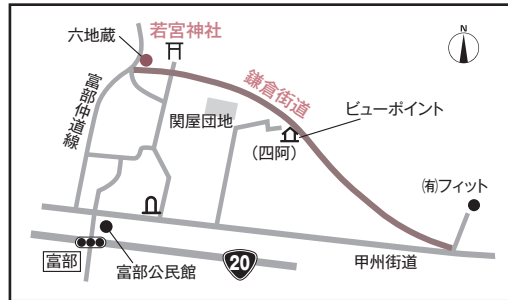 若宮神社
六地蔵
N
鎌倉街道
ビューポイント
富部仲道線
関屋団地
(四阿)
㈲フィット
甲州街道
富部
富部公民館
20